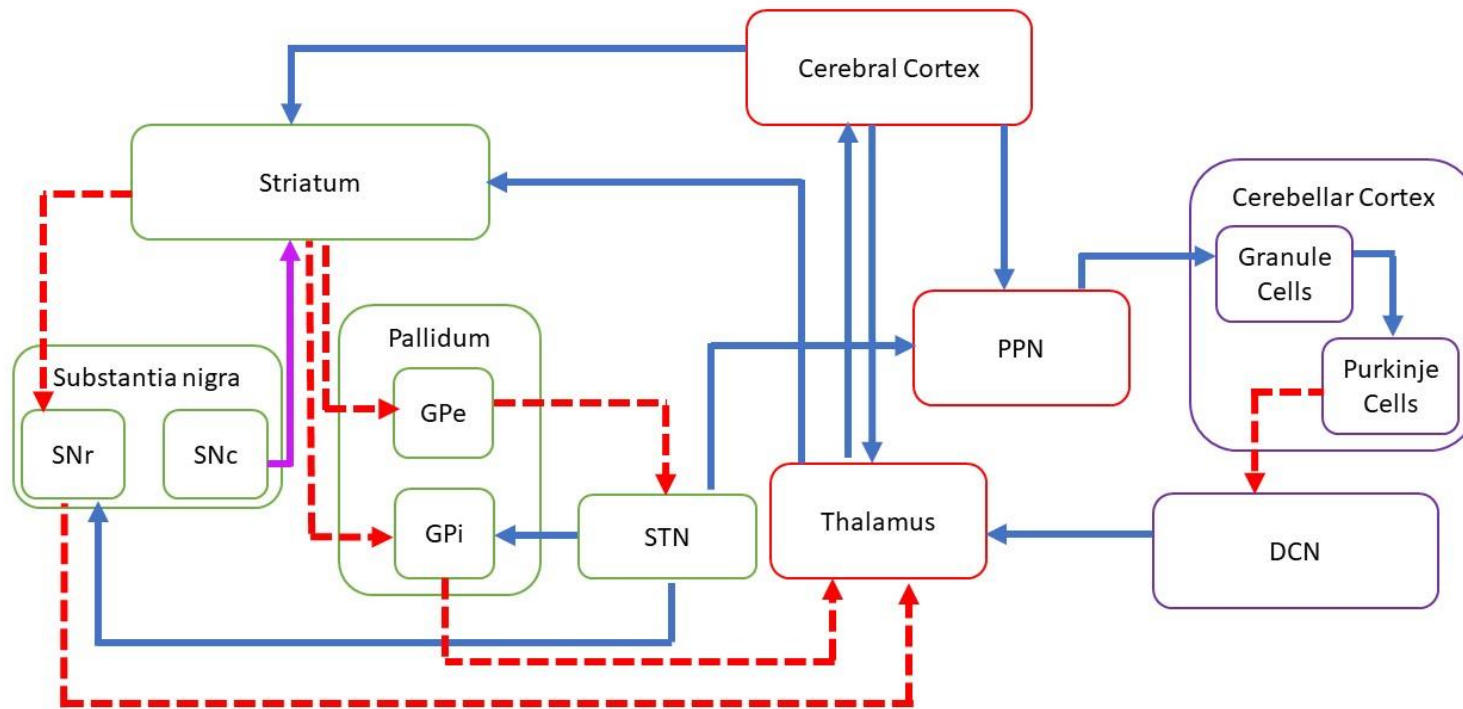 Cerebral Cortex
Striatum
Cerebellar Cortex
Granule
Cells
Pallidum
PPN
Purkinje
Cells
Substantia nigra
GPe
SNr
SNc
Thalamus
GPi
STN
DCN